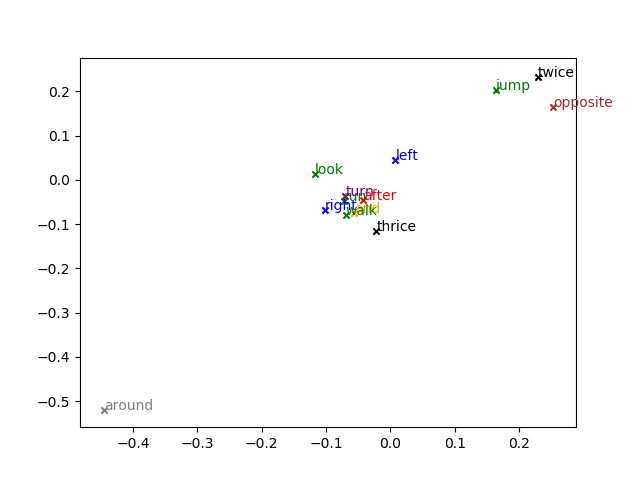 twice
jump
opposite
left
look
turn
run
after
right
walk
and
thrice
around
0.2
0.1
0.0
−0.1
−0.2
−0.3
−0.4
−0.5
−0.4
−0.3
−0.2
−0.1
0.0
0.1
0.2